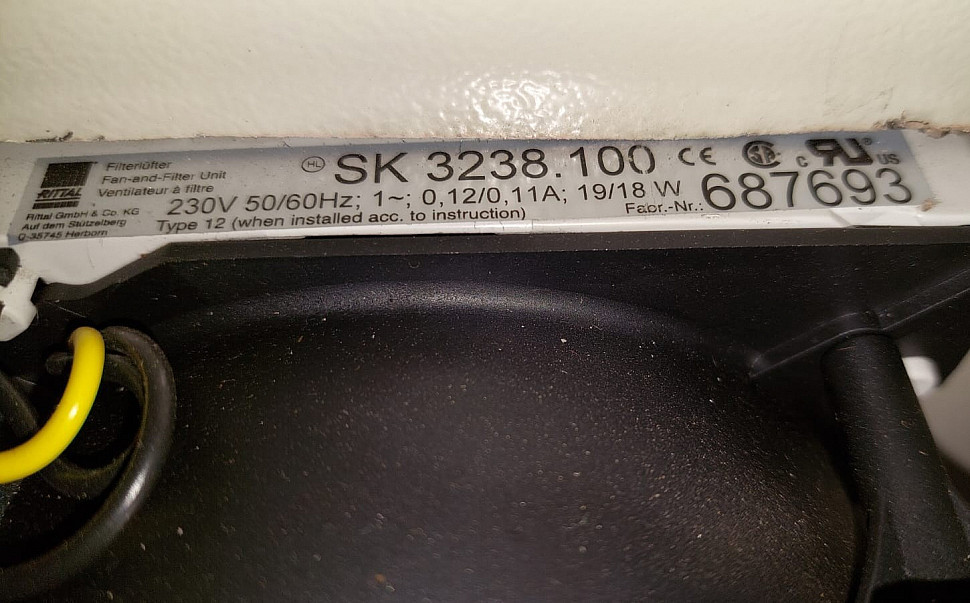 RITTAL
Filterlüfter
Fan-and-Filter Unit
Ventilateur à filtre
Rittal GmbH & Co. KG
Auf dem Stützelberg
D-35745 Herborn
HL SK 3238.100 CE
230V 50/60Hz; 1~; 0,12/0,11A; 19/18 W
Type 12 (when installed acc. to instruction)
Fabr.-Nr.: 687693
c US